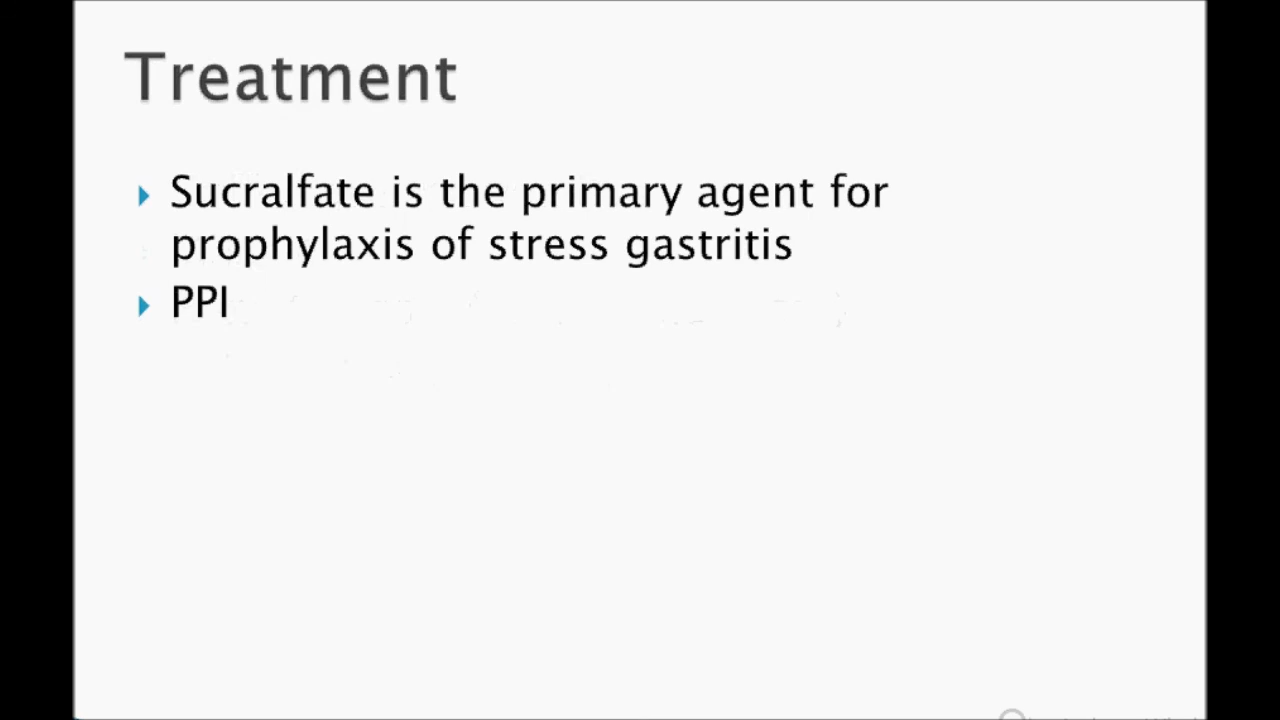 Treatment
Sucralfate is the primary agent for
prophylaxis of stress gastritis
PPI